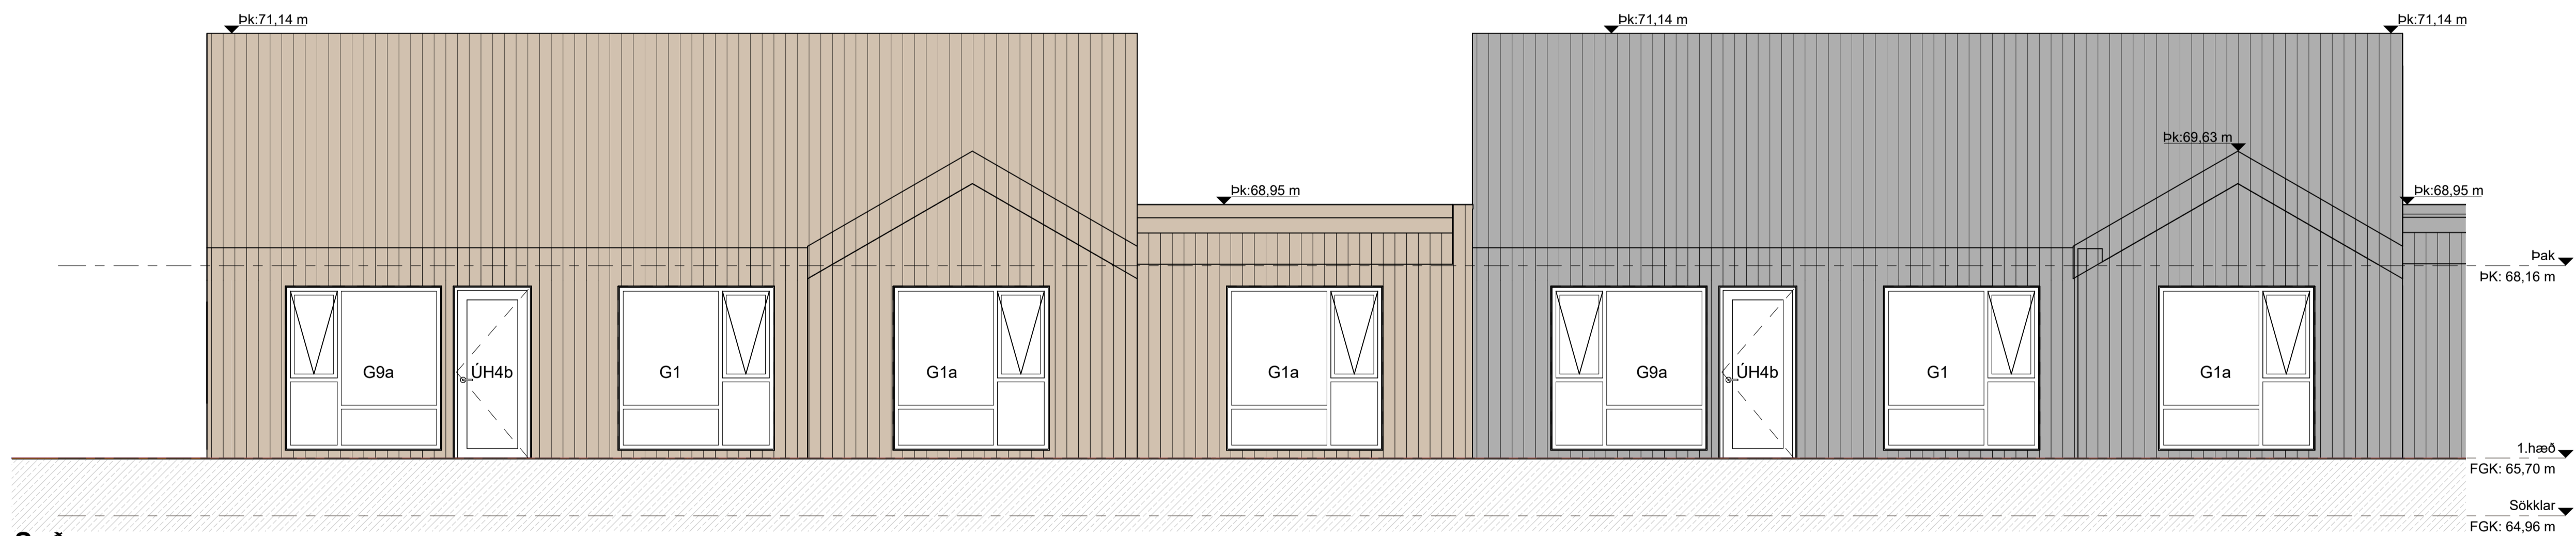 Þk:71,14 m
Þk:71,14 m
Þk:71,14 m
Þk:69,63 m
Þk:68,95 m
Þk:68,95 m
Þak
ÞK: 68,16 m
G9a
ÚH4b
G1
G1a
G1a
G9a
ÚH4b
G1
G1a
1.hæð
FGK: 65,70 m
Sökklar
FGK: 64,96 m